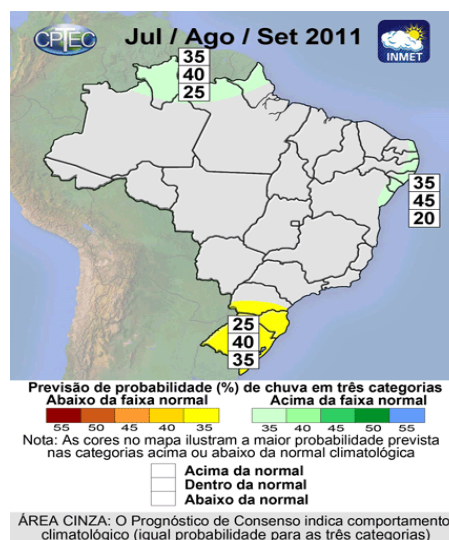 CPTEC
Jul / Ago / Set 2011
INMET
35
40
25
35
45
20
25
40
35
Previsão de probabilidade (%) de chuva em três categorias
Abaixo da faixa normal Acima da faixa normal
55 50 45 40 35 35 40 45 50 55
Nota: As cores no mapa ilustram a maior probabilidade prevista
nas categorias acima ou abaixo da normal climatológica
Acima da normal
Dentro da normal
Abaixo da normal
ÁREA CINZA: O Prognóstico de Consenso indica comportamento
climatológico (igual probabilidade para as três categorias)